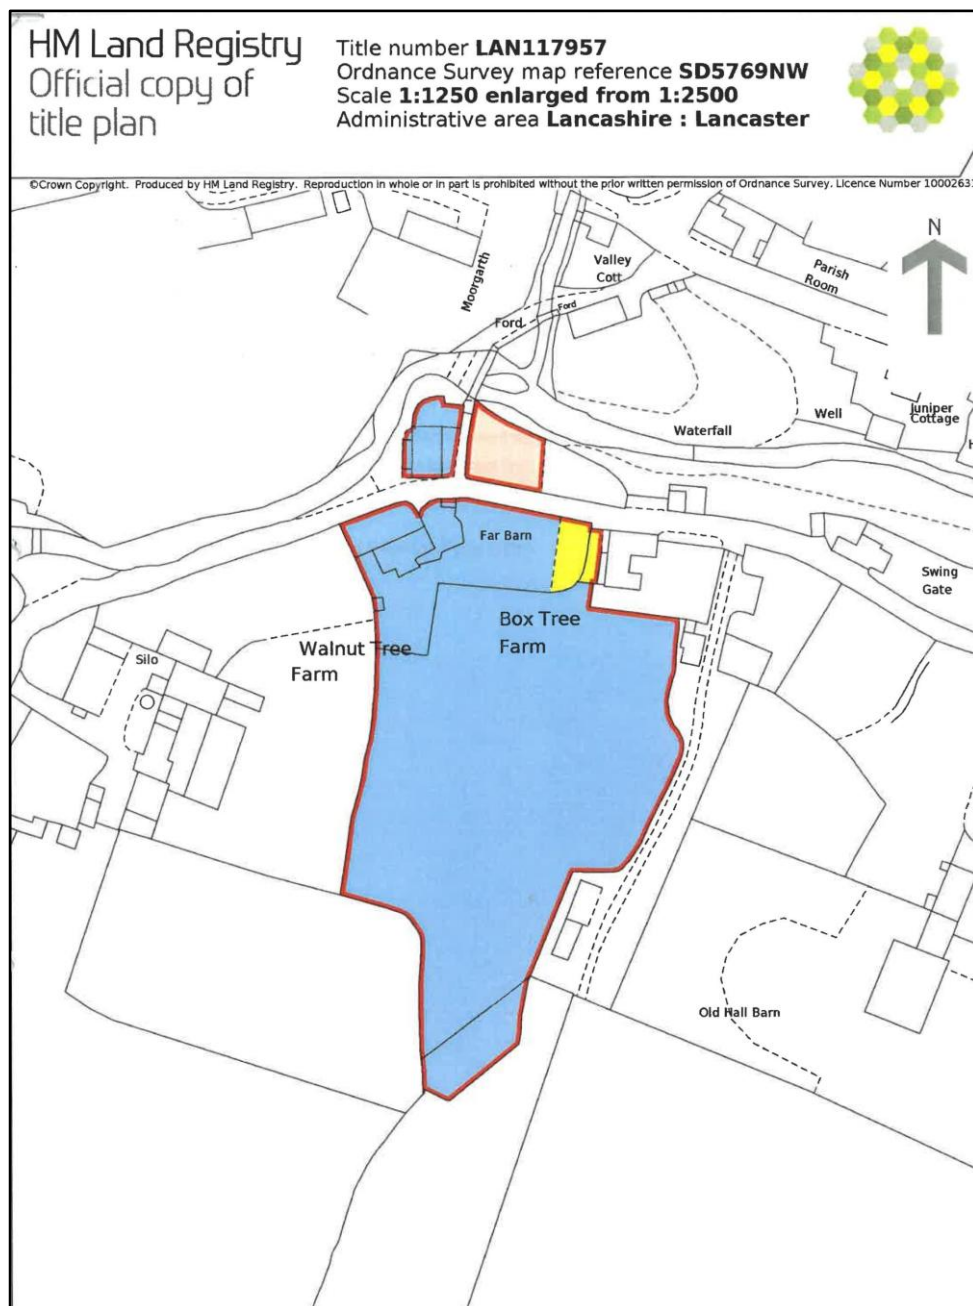 HM Land Registry
Official copy of
title plan
Title number LAN117957
Ordnance Survey map reference SD5769NW
Scale 1:1250 enlarged from 1:2500
Administrative area Lancashire : Lancaster
©Crown Copyright. Produced by HM Land Registry. Reproduction in whole or in part is prohibited without the prior written permission of Ordnance Survey. Licence Number 10002631
N
Valley
Cott
Parish
Room
Moorgarth
Ford
Ford
Well
Juniper
Cottage
Waterfall
Far Barn
Swing
Gate
Box Tree
Farm
Walnut Tree
Farm
Silo
Old Hall Barn